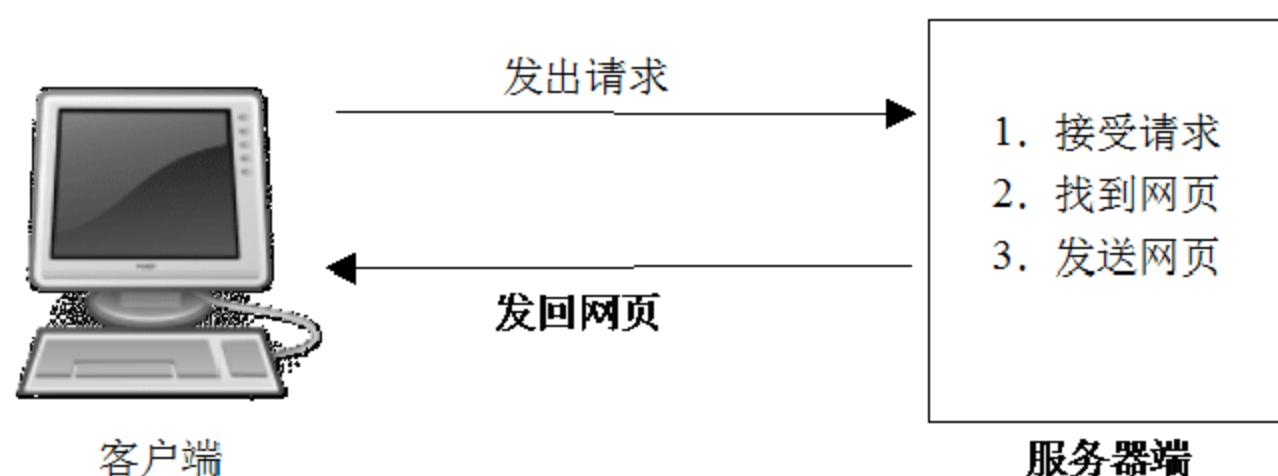 发出请求
1. 接受请求
2. 找到网页
3. 发送网页
发回网页
客户端
服务器端